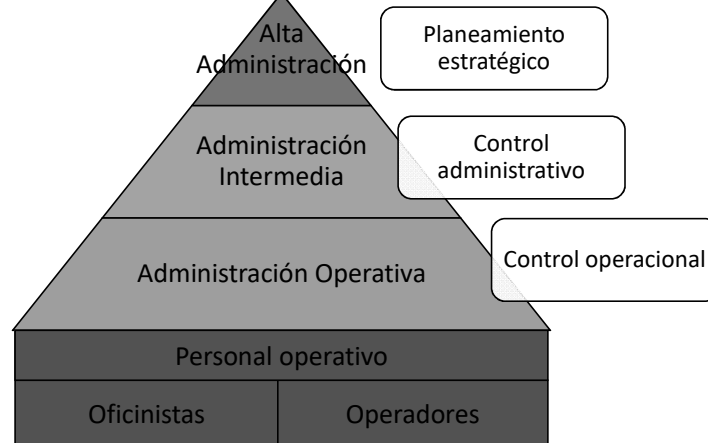 Alta
Administración
Planeamiento
estratégico
Administración
Intermedia
Control
administrativo
Administración Operativa
Control operacional
Personal operativo
Oficinistas
Operadores